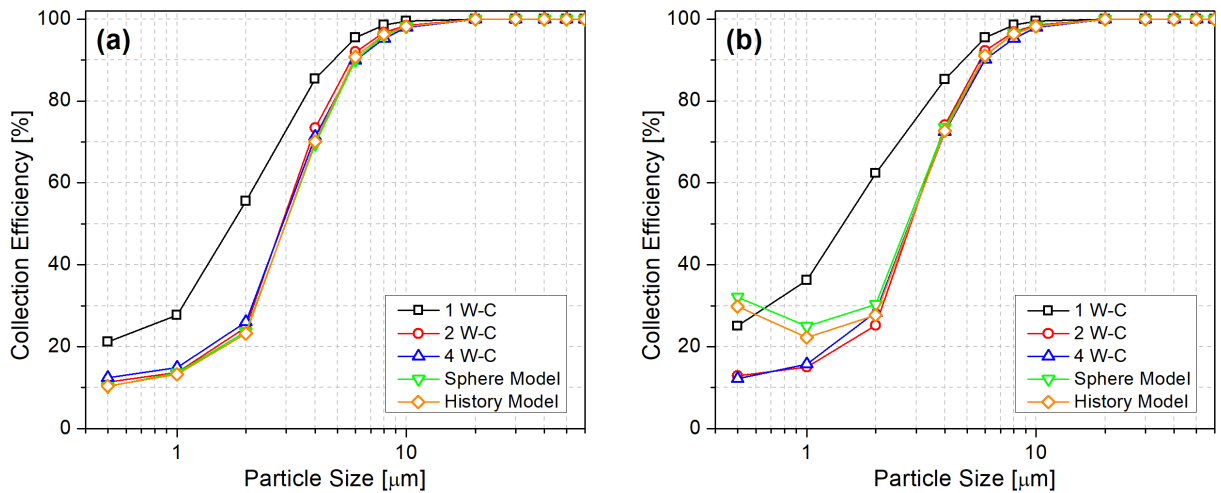 (a)
Collection Efficiency [%]
100
80
60
40
20
0
1 W-C
2 W-C
4 W-C
Sphere Model
History Model
1
10
Particle Size [μm]
(b)
Collection Efficiency [%]
100
80
60
40
20
0
1 W-C
2 W-C
4 W-C
Sphere Model
History Model
1
10
Particle Size [μm]